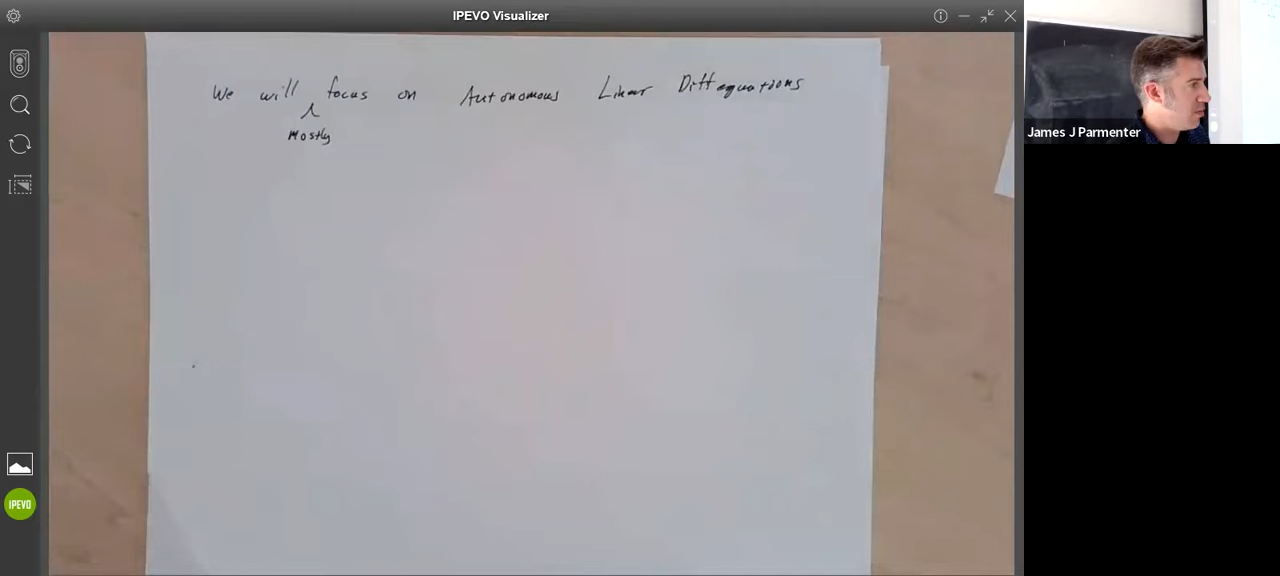 IPEVO Visualizer
We will focus on Autonomous Linear Diff equations
mostly
James J Parmenter
IPEVO